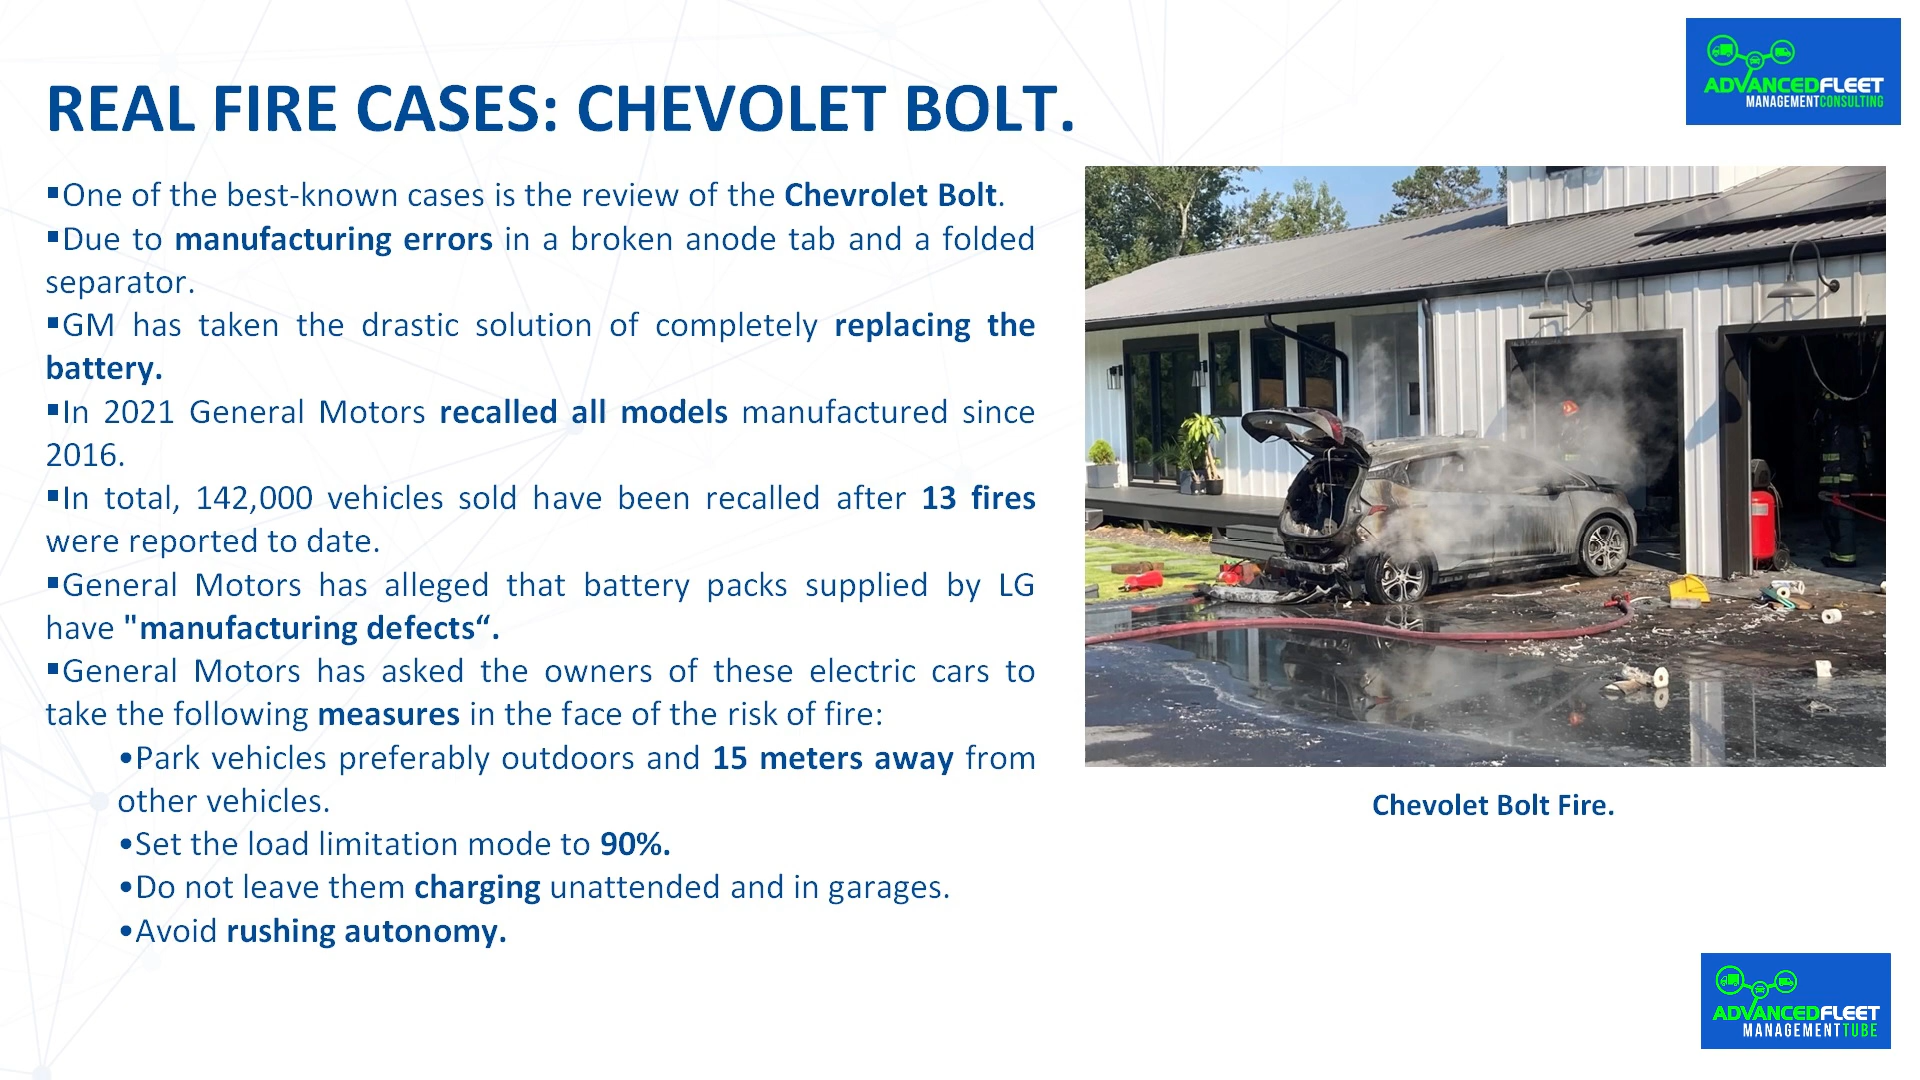 REAL FIRE CASES: CHEVOLET BOLT.
ADVANCEDFLEET
MANAGEMENTCONSULTING
▪One of the best-known cases is the review of the Chevrolet Bolt.
▪Due to manufacturing errors in a broken anode tab and a folded
separator.
▪GM has taken the drastic solution of completely replacing the
battery.
▪In 2021 General Motors recalled all models manufactured since
2016.
▪In total, 142,000 vehicles sold have been recalled after 13 fires
were reported to date.
▪General Motors has alleged that battery packs supplied by LG
have "manufacturing defects“.
▪General Motors has asked the owners of these electric cars to
take the following measures in the face of the risk of fire:
•Park vehicles preferably outdoors and 15 meters away from
other vehicles.
•Set the load limitation mode to 90%.
•Do not leave them charging unattended and in garages.
•Avoid rushing autonomy.
Chevolet Bolt Fire.
ADVANCEDFLEET
MANAGEMENTTUBE